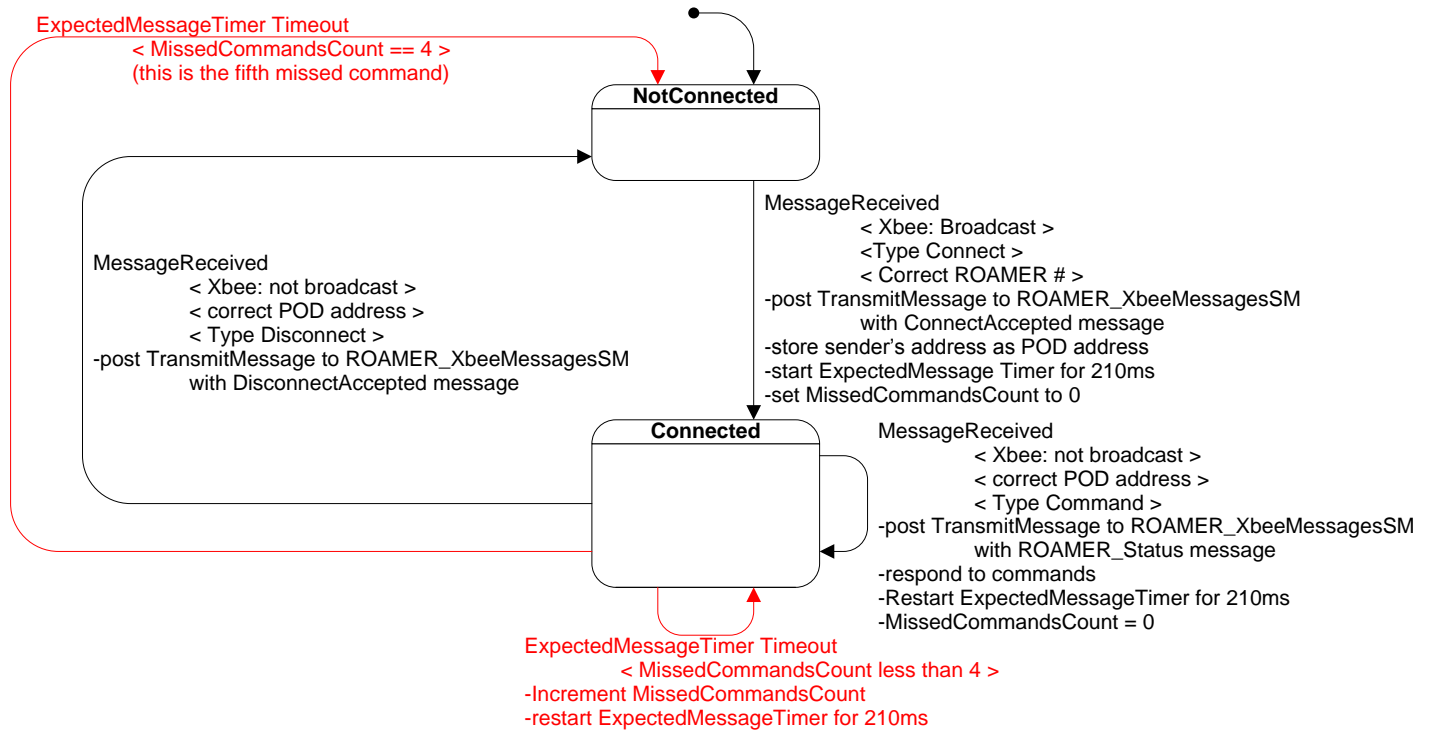 ExpectedMessageTimer Timeout
< MissedCommandsCount == 4 >
(this is the fifth missed command)
NotConnected
MessageReceived
< Xbee: Broadcast >
<Type Connect >
< Correct ROAMER # >
-post TransmitMessage to ROAMER_XbeeMessagesSM
with ConnectAccepted message
-store sender's address as POD address
-start ExpectedMessage Timer for 210ms
-set MissedCommandsCount to 0
MessageReceived
< Xbee: not broadcast >
< correct POD address >
< Type Disconnect >
-post TransmitMessage to ROAMER_XbeeMessagesSM
with DisconnectAccepted message
Connected
MessageReceived
< Xbee: not broadcast >
< correct POD address >
< Type Command >
-post TransmitMessage to ROAMER_XbeeMessagesSM
with ROAMER_Status message
-respond to commands
-Restart ExpectedMessageTimer for 210ms
-MissedCommandsCount = 0
ExpectedMessageTimer Timeout
< MissedCommandsCount less than 4 >
-Increment MissedCommandsCount
-restart ExpectedMessageTimer for 210ms